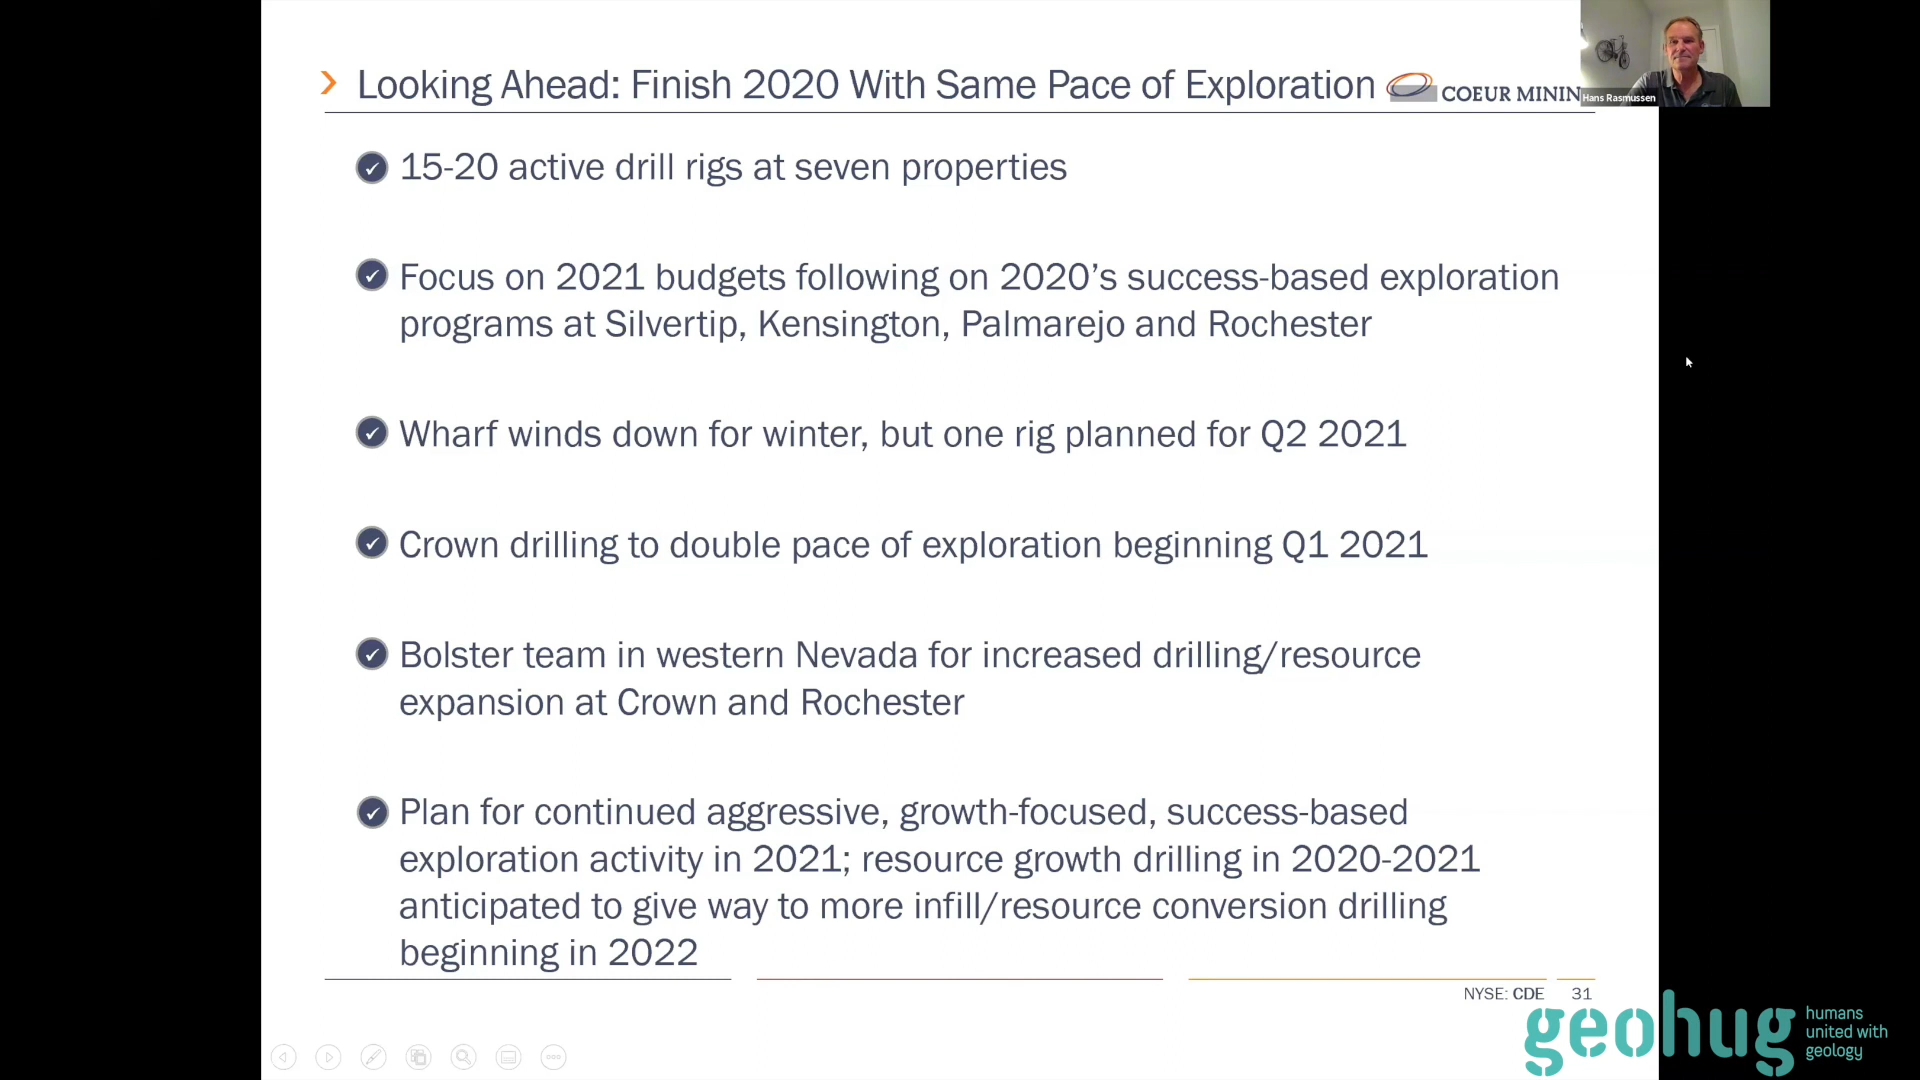 Looking Ahead: Finish 2020 With Same Pace of Exploration
COEUR MININ
Hans Rasmussen
15-20 active drill rigs at seven properties
Focus on 2021 budgets following on 2020’s success-based exploration
programs at Silvertip, Kensington, Palmarejo and Rochester
Wharf winds down for winter, but one rig planned for Q2 2021
Crown drilling to double pace of exploration beginning Q1 2021
Bolster team in western Nevada for increased drilling/resource
expansion at Crown and Rochester
Plan for continued aggressive, growth-focused, success-based
exploration activity in 2021; resource growth drilling in 2020-2021
anticipated to give way to more infill/resource conversion drilling
beginning in 2022
NYSE: CDE 31
geohug
humans
united with
geology